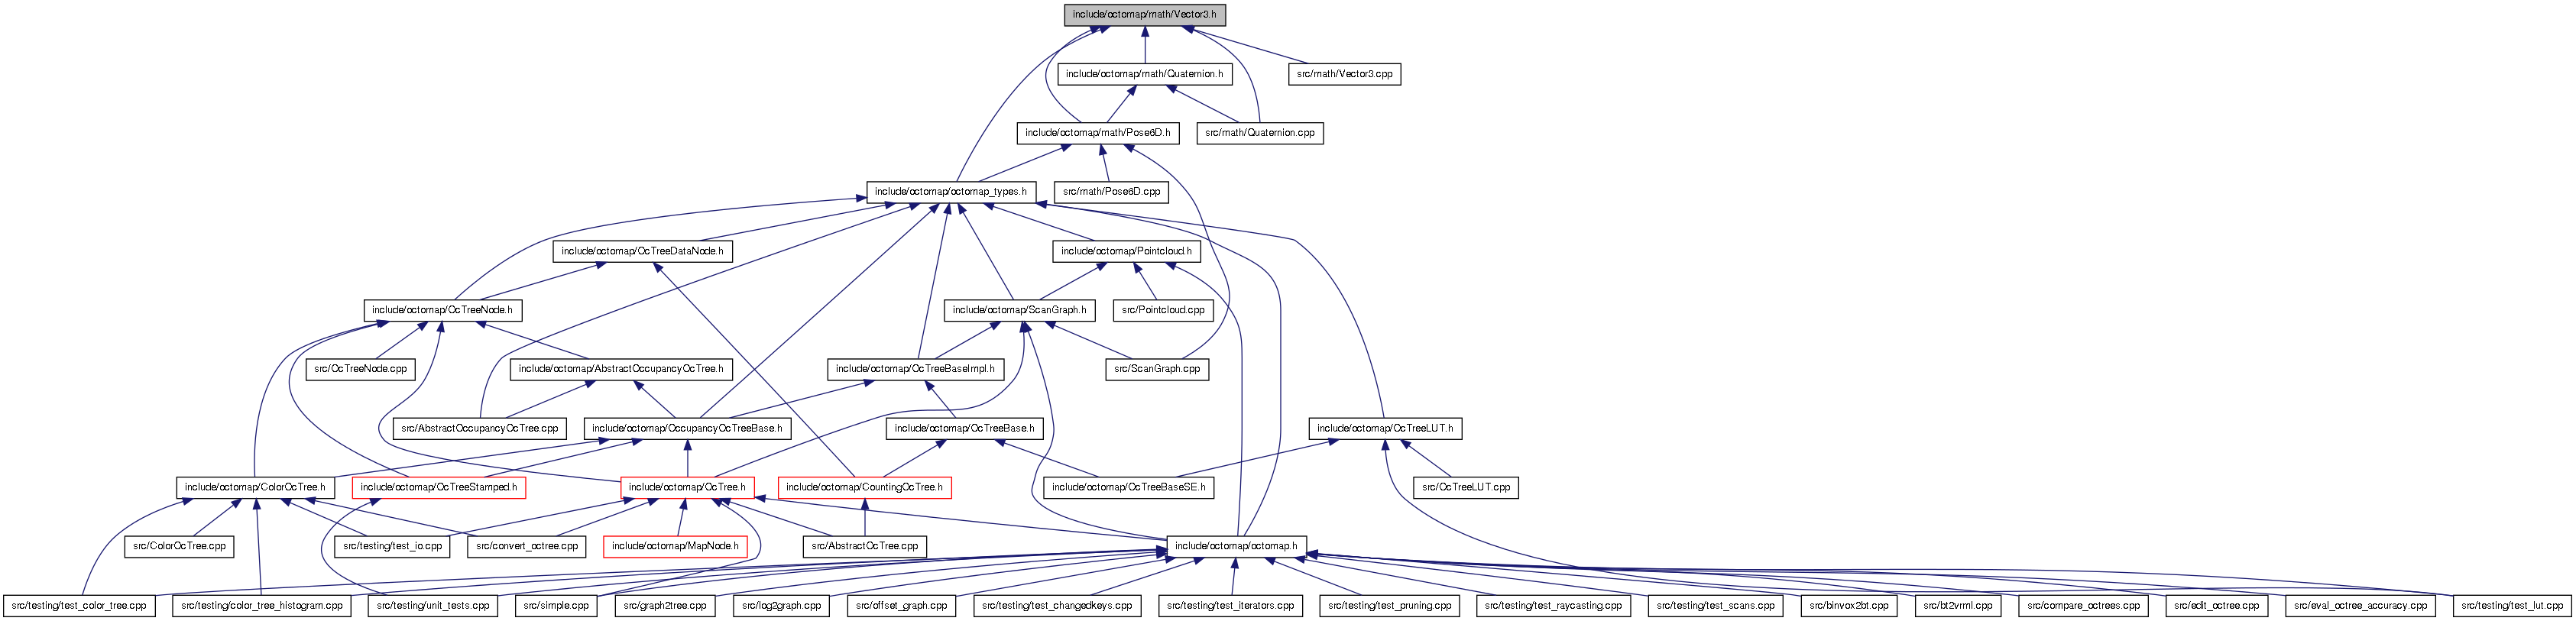 include/octomap/math/Vector3.h
include/octomap/math/Quaternion.h
src/math/Vector3.cpp
include/octomap/math/Pose6D.h
src/math/Quaternion.cpp
include/octomap/octomap_types.h
src/math/Pose6D.cpp
include/octomap/OcTreeDataNode.h
include/octomap/Pointcloud.h
include/octomap/OcTreeNode.h
include/octomap/ScanGraph.h
src/Pointcloud.cpp
src/OcTreeNode.cpp
include/octomap/AbstractOccupancyOcTree.h
include/octomap/OcTreeBaseImpl.h
src/ScanGraph.cpp
src/AbstractOccupancyOcTree.cpp
include/octomap/OccupancyOcTreeBase.h
include/octomap/OcTreeBase.h
include/octomap/OcTreeLUT.h
include/octomap/ColorOcTree.h
include/octomap/OcTreeStamped.h
include/octomap/OcTree.h
include/octomap/CountingOcTree.h
include/octomap/OcTreeBaseSE.h
src/OcTreeLUT.cpp
src/ColorOcTree.cpp
src/testing/test_io.cpp
src/convert_octree.cpp
include/octomap/MapNode.h
src/AbstractOcTree.cpp
include/octomap/octomap.h
src/testing/test_color_tree.cpp
src/testing/color_tree_histogram.cpp
src/testing/unit_tests.cpp
src/simple.cpp
src/graph2tree.cpp
src/log2graph.cpp
src/offset_graph.cpp
src/testing/test_changedkeys.cpp
src/testing/test_iterators.cpp
src/testing/test_pruning.cpp
src/testing/test_raycasting.cpp
src/testing/test_scans.cpp
src/binvox2bt.cpp
src/bt2vrml.cpp
src/compare_octrees.cpp
src/edit_octree.cpp
src/eval_octree_accuracy.cpp
src/testing/test_lut.cpp